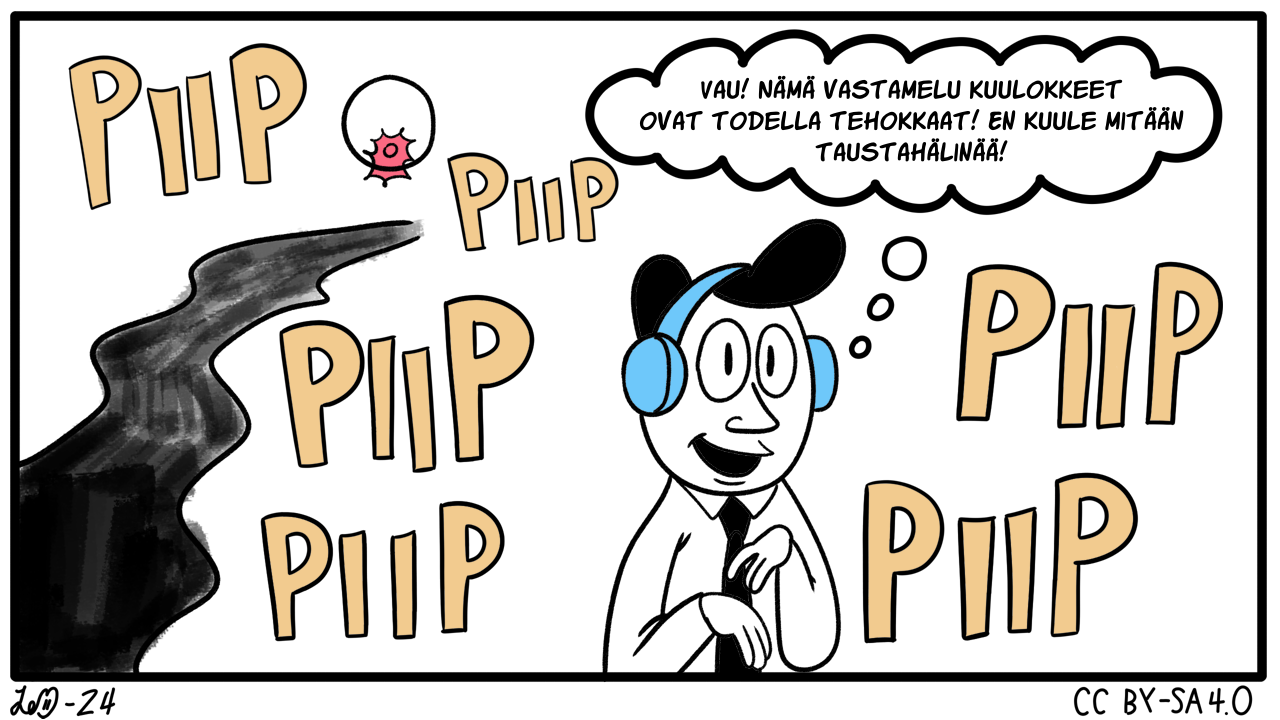 PIIP
VAU! NÄMÄ VASTAMELU KUULOKKEET
OVAT TODELLA TEHOKKAAT! EN KUULE MITÄÄN
TAUSTAHÄLINÄÄ!
PIIP
PIIP
PIIP
PIIP
PIIP
-24
CC BY-SA 4.0